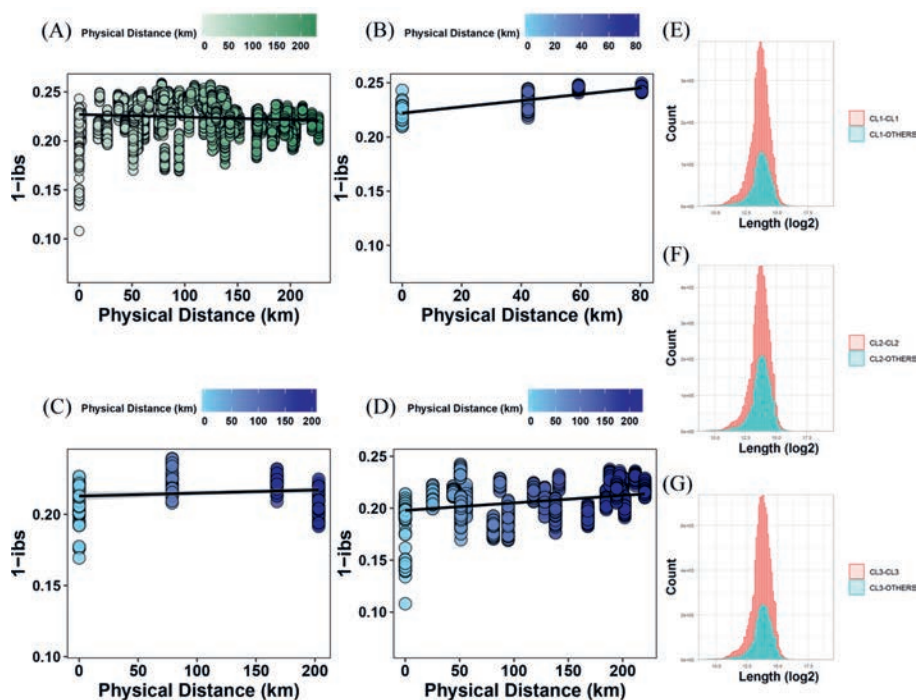 (A)
Physical Distance (km)
0 50 100 150 200
1−ibs
0.25
0.20
0.15
0.10
0 50 100 150 200
Physical Distance (km)
(B)
Physical Distance (km)
0 20 40 60 80
1−ibs
0.25
0.20
0.15
0.10
0 20 40 60 80
Physical Distance (km)
(E)
Count
Length (log2)
CL1-CL1
CL1-OTHERS
(F)
Count
Length (log2)
CL2-CL2
CL2-OTHERS
(C)
Physical Distance (km)
0 50 100 150 200
1−ibs
0.20
0.10
0 50 100 150 200
Physical Distance (km)
(D)
Physical Distance (km)
0 50 100 150 200
1−ibs
0.25
0.20
0.15
0.10
0 50 100 150 200
Physical Distance (km)
(G)
Count
Length (log2)
CL3-CL3
CL3-OTHERS